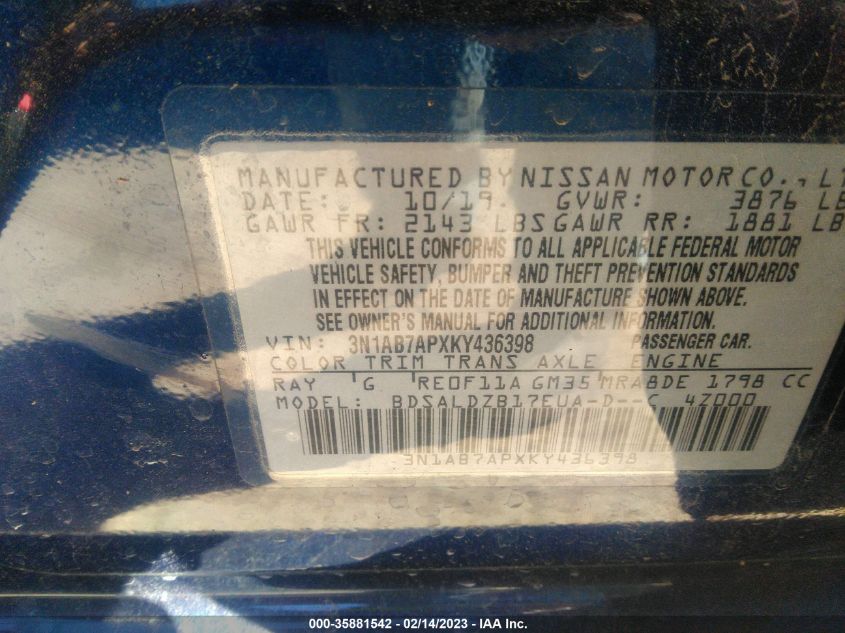 MANUFACTURED BY NISSAN MOTOR CO., LT
DATE: 10/19. GVWR: 3876 LB
GAWR FR: 2143 LBS GAWR RR: 1881 LB
THIS VEHICLE CONFORMS TO ALL APPLICABLE FEDERAL MOTOR
VEHICLE SAFETY, BUMPER AND THEFT PREVENTION STANDARDS
IN EFFECT ON THE DATE OF MANUFACTURE SHOWN ABOVE.
SEE OWNER'S MANUAL FOR ADDITIONAL INFORMATION.
VIN: 3N1AB7APXKY436398 PASSENGER CAR.
COLOR TRIM TRANS AXLE ENGINE
RAY G RE0F11A GM35 MRA8DE 1798 CC
MODEL: BDSALDZB17EUA-D--C 4Z000
3N1AB7APXKY436398
000-35881542 - 02/14/2023 - IAA Inc.